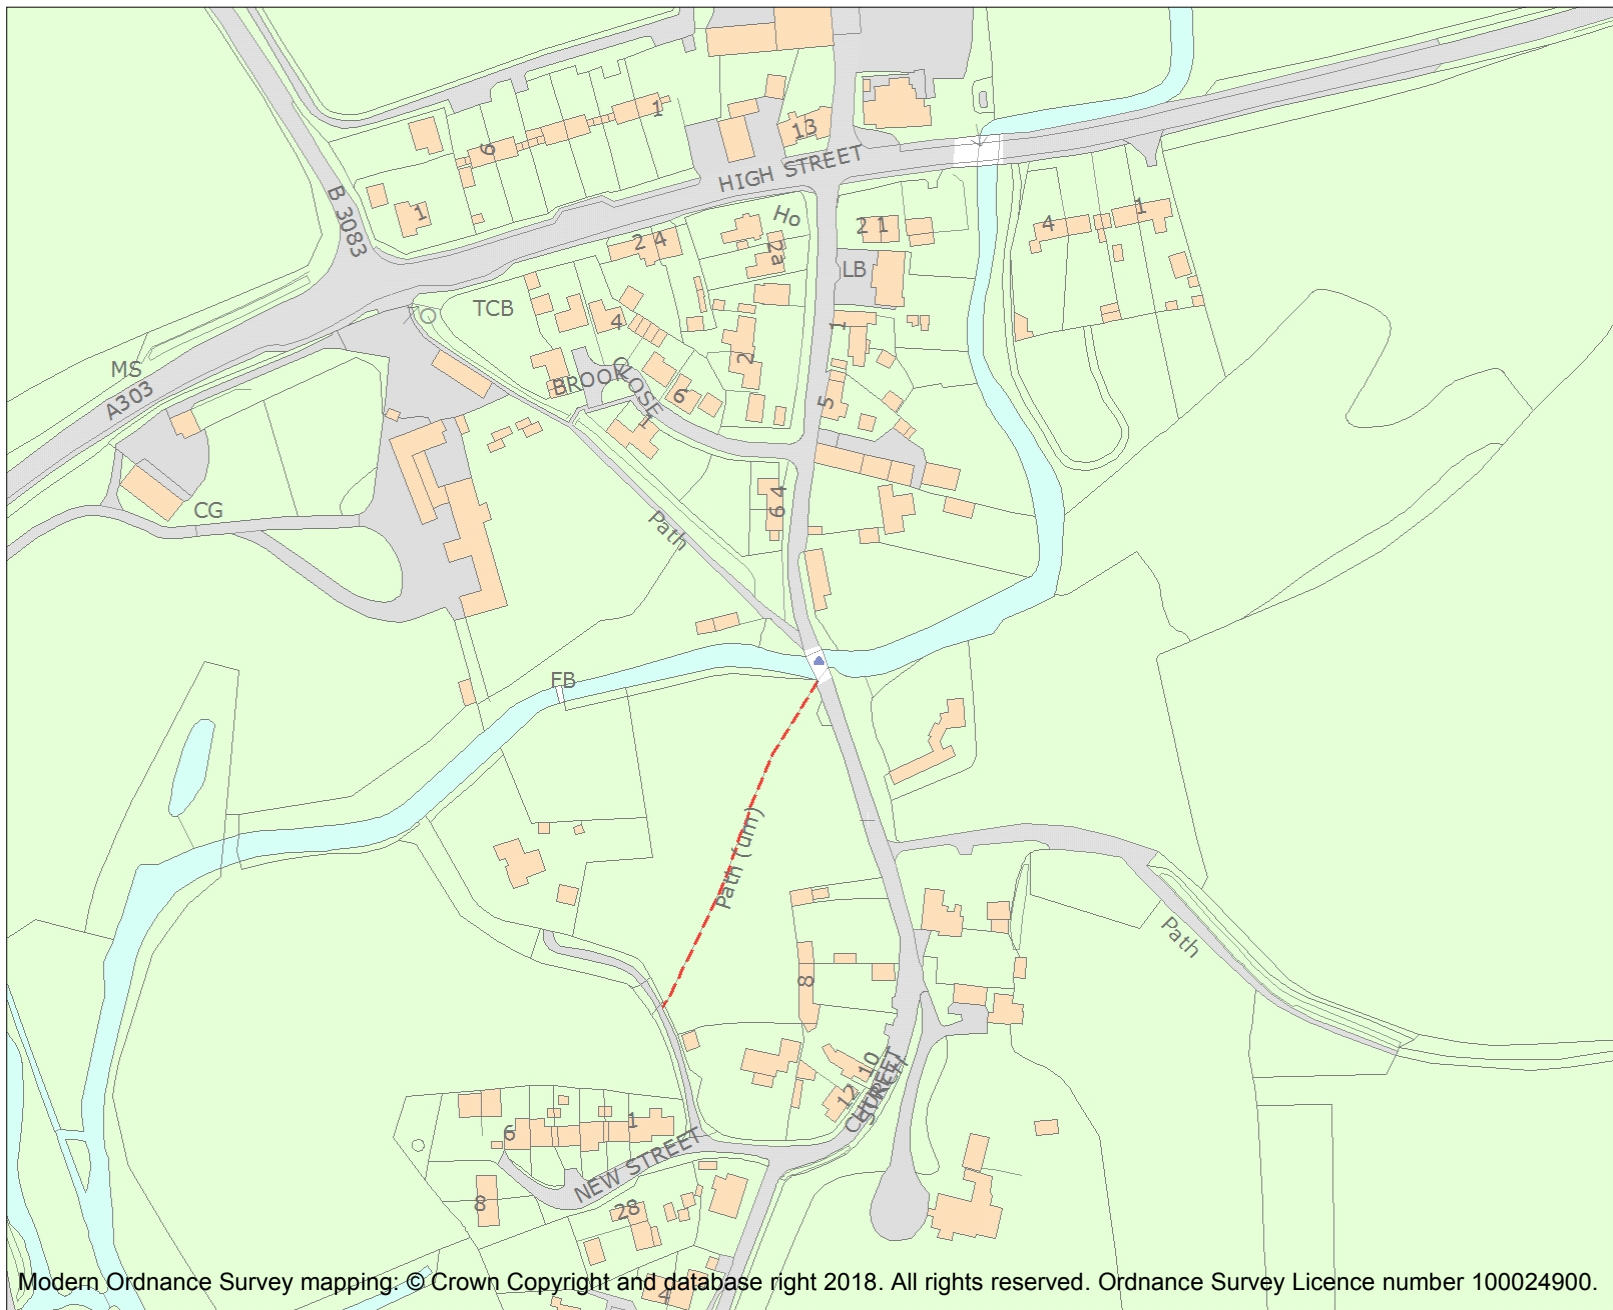 1
6
13
HIGH STREET
B 3083
1
Ho
2 1
4
1
2 4
2a
LB
TCB
4
1
MS
A303
BROOK
CLOSE
2
6
5
1
CG
6 4
Path
FB
Path (um)
8
Path
10
12
CHURCH
STREET
6
1
NEW STREET
8
28
4
Modern Ordnance Survey mapping: © Crown Copyright and database right 2018. All rights reserved. Ordnance Survey Licence number 100024900.